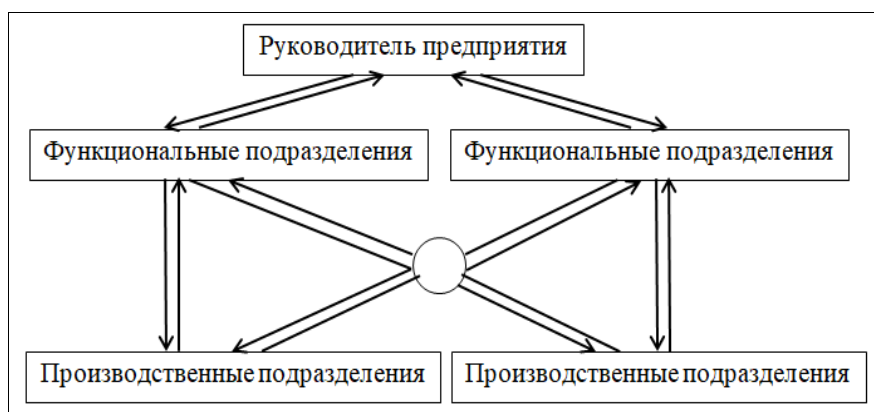 Руководитель предприятия
Функциональные подразделения
Функциональные подразделения
Производственные подразделения
Производственные подразделения